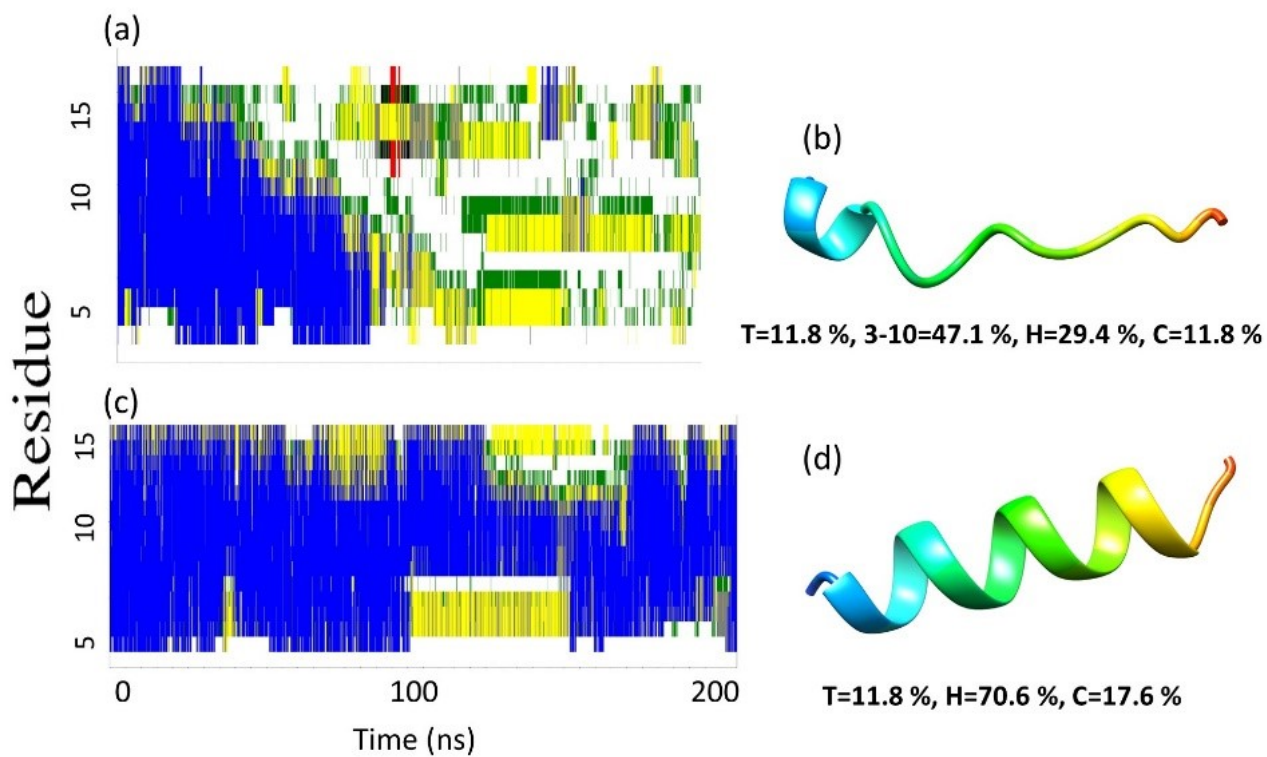 (a)
15
10
5
Residue
(b)
T=11.8 %, 3-10=47.1 %, H=29.4 %, C=11.8 %
(c)
15
10
5
(d)
0 100 200
T=11.8 %, H=70.6 %, C=17.6 %
Time (ns)